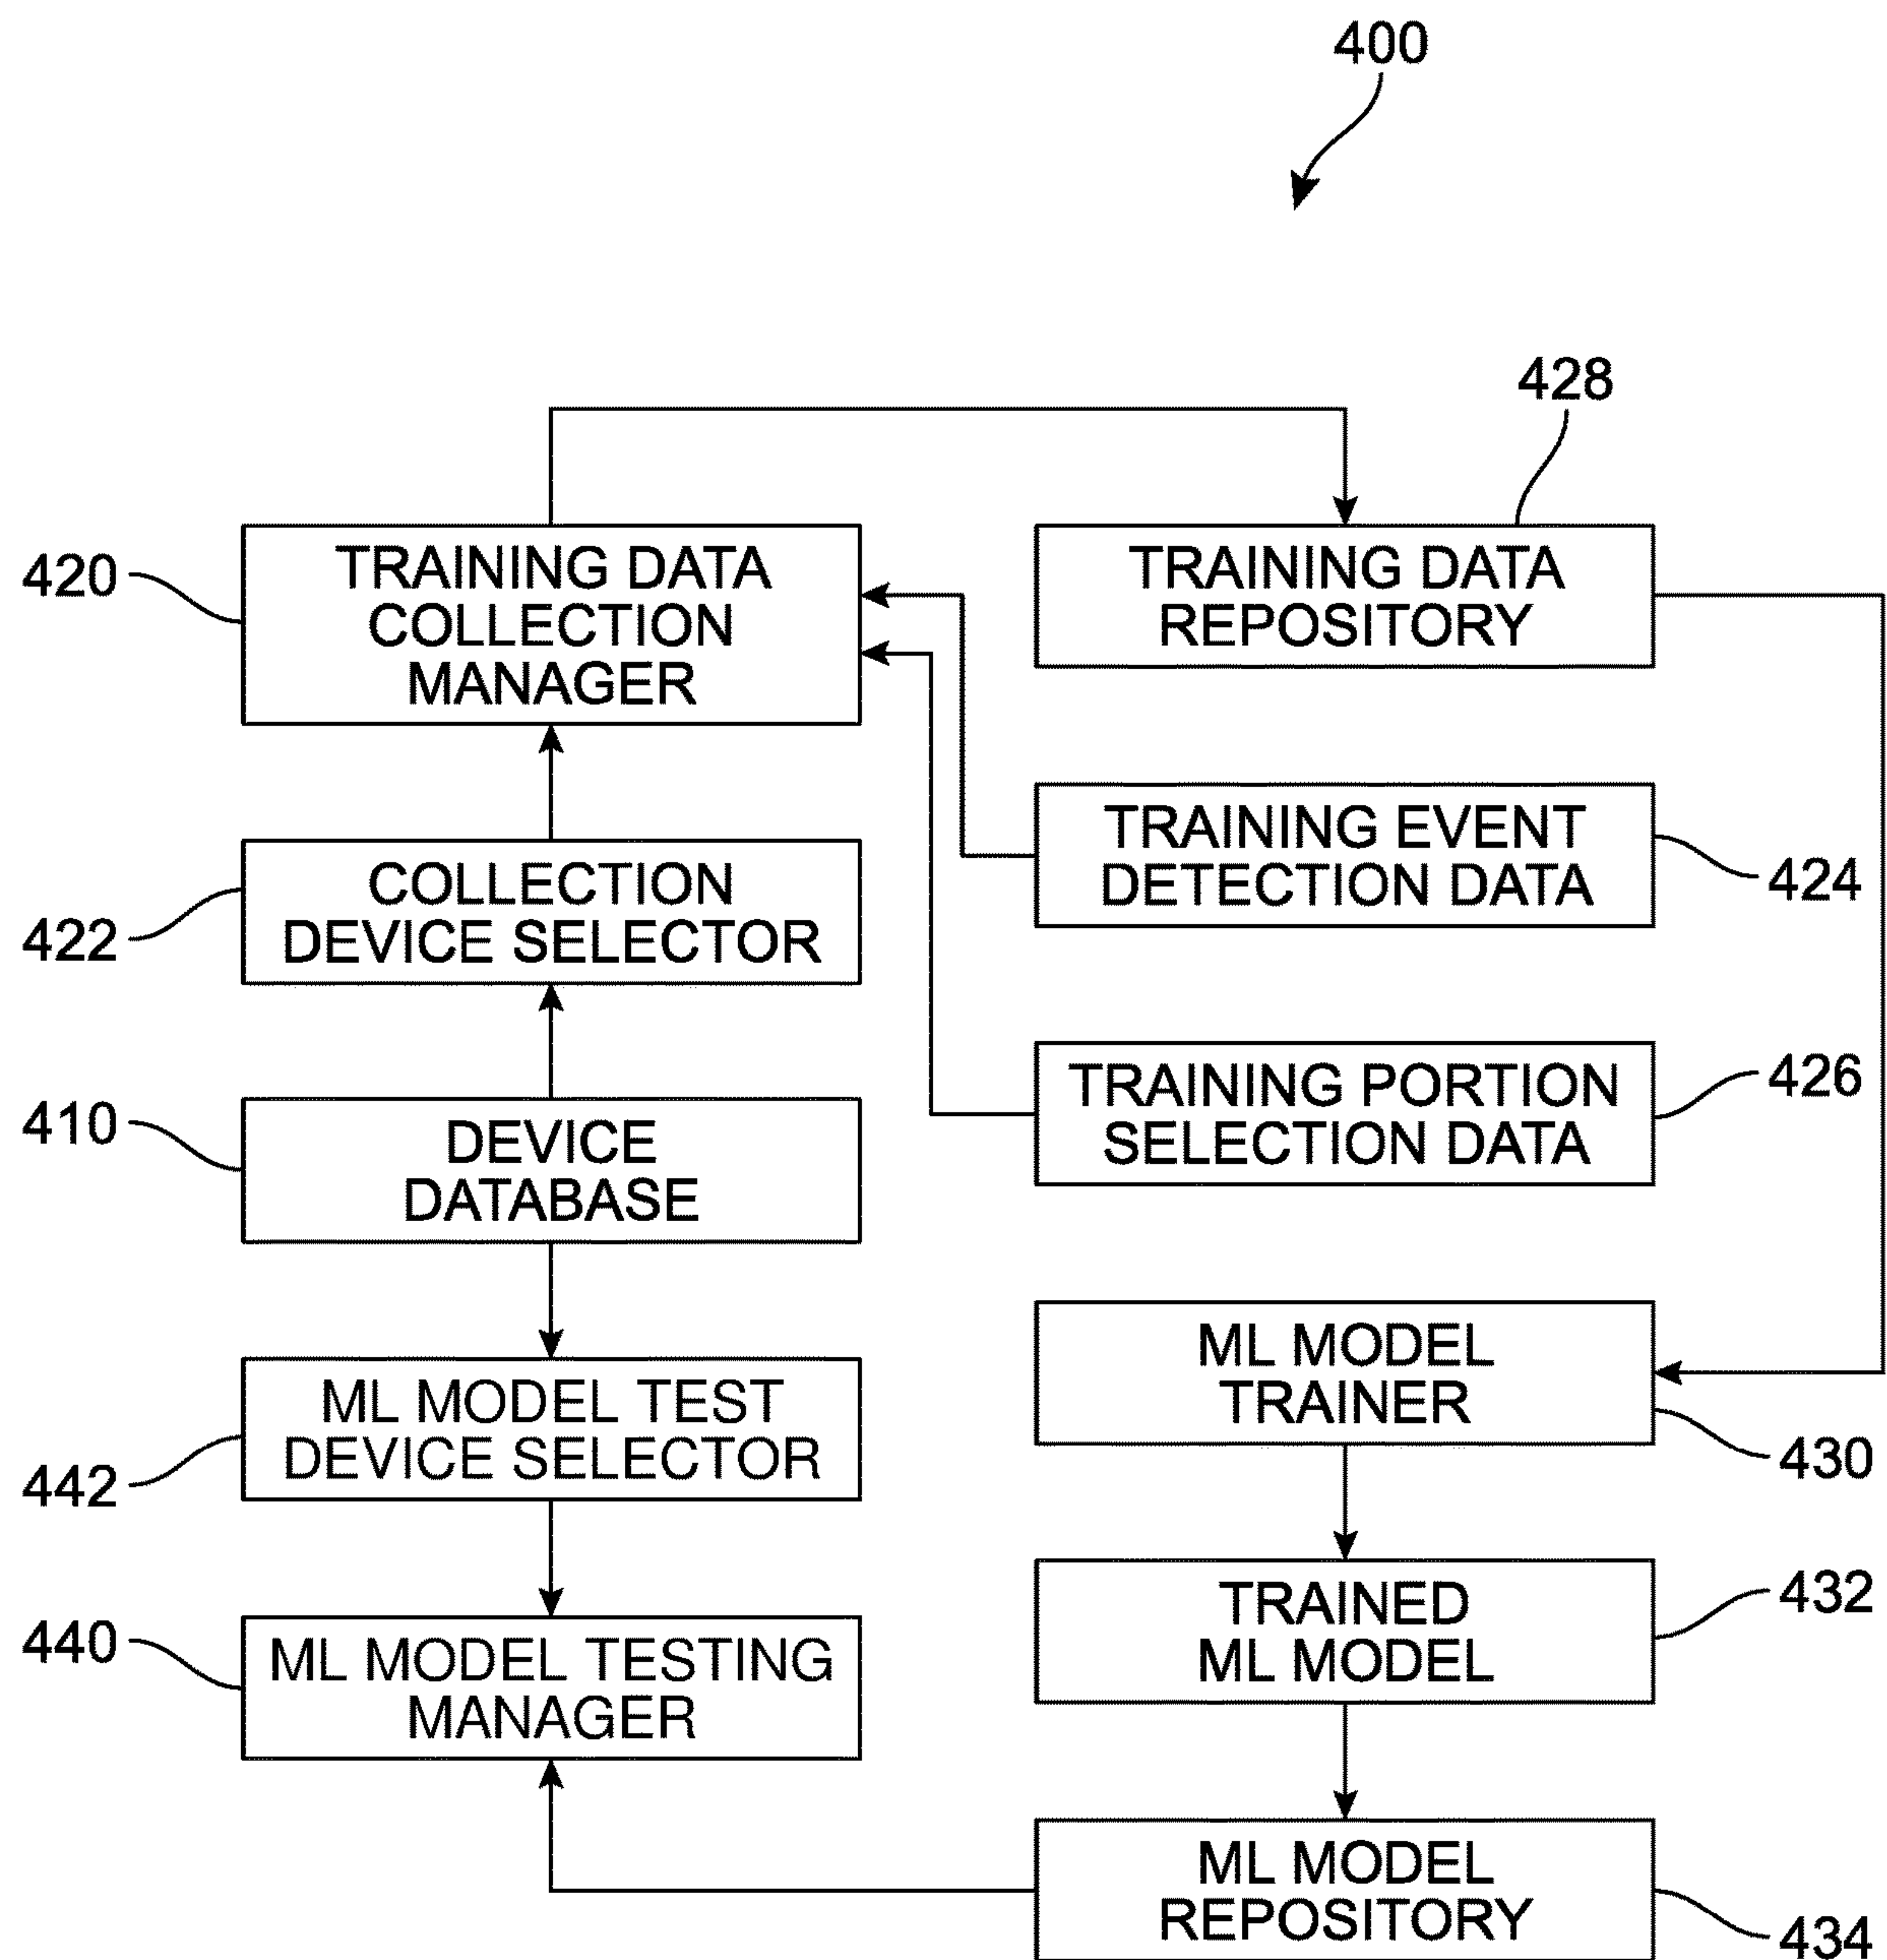 400
428
420
TRAINING DATA
COLLECTION
MANAGER
TRAINING DATA
REPOSITORY
422
COLLECTION
DEVICE SELECTOR
TRAINING EVENT
DETECTION DATA
424
410
DEVICE
DATABASE
TRAINING PORTION
SELECTION DATA
426
442
ML MODEL TEST
DEVICE SELECTOR
ML MODEL
TRAINER
430
440
ML MODEL TESTING
MANAGER
TRAINED
ML MODEL
432
ML MODEL
REPOSITORY
434